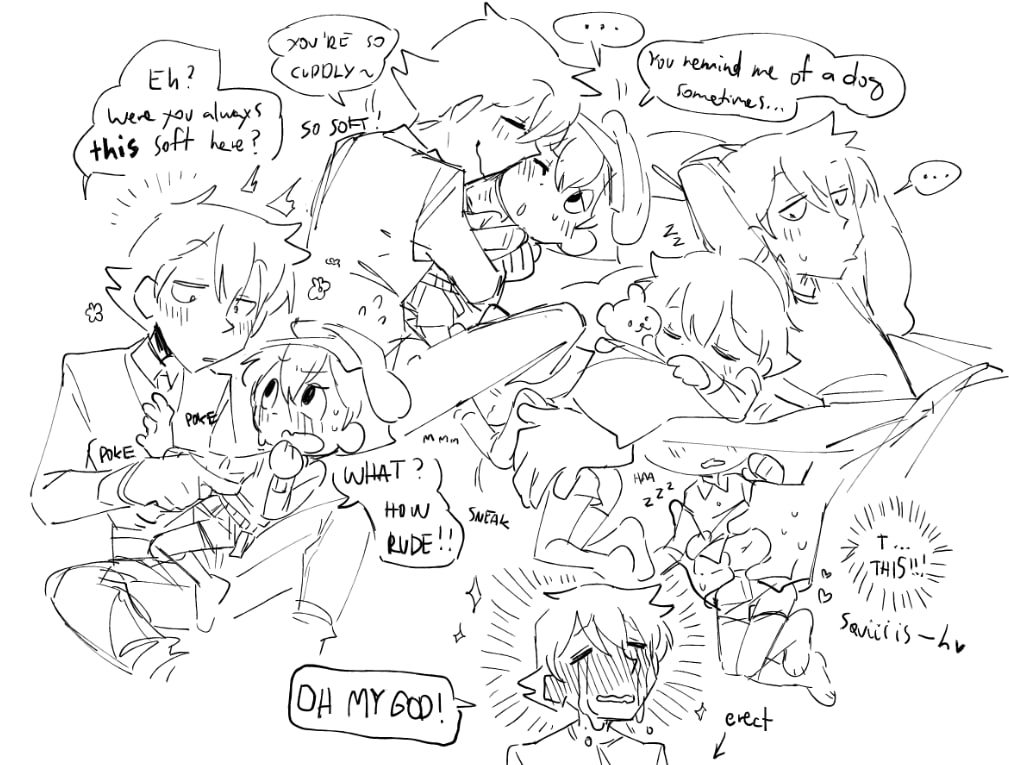 Eh?
were you always
this soft here?
YOU'RE SO
CUDDLY~
SO SOFT!
...
You remind me of a dog
sometimes...
...
zzz
POKE
POKE
WHAT?
HOW
RUDE!!
MMM
SNEAK
HAA
zzz
T...
THIS!!!
squiiiis-h♥
OH MY GOD!
erect